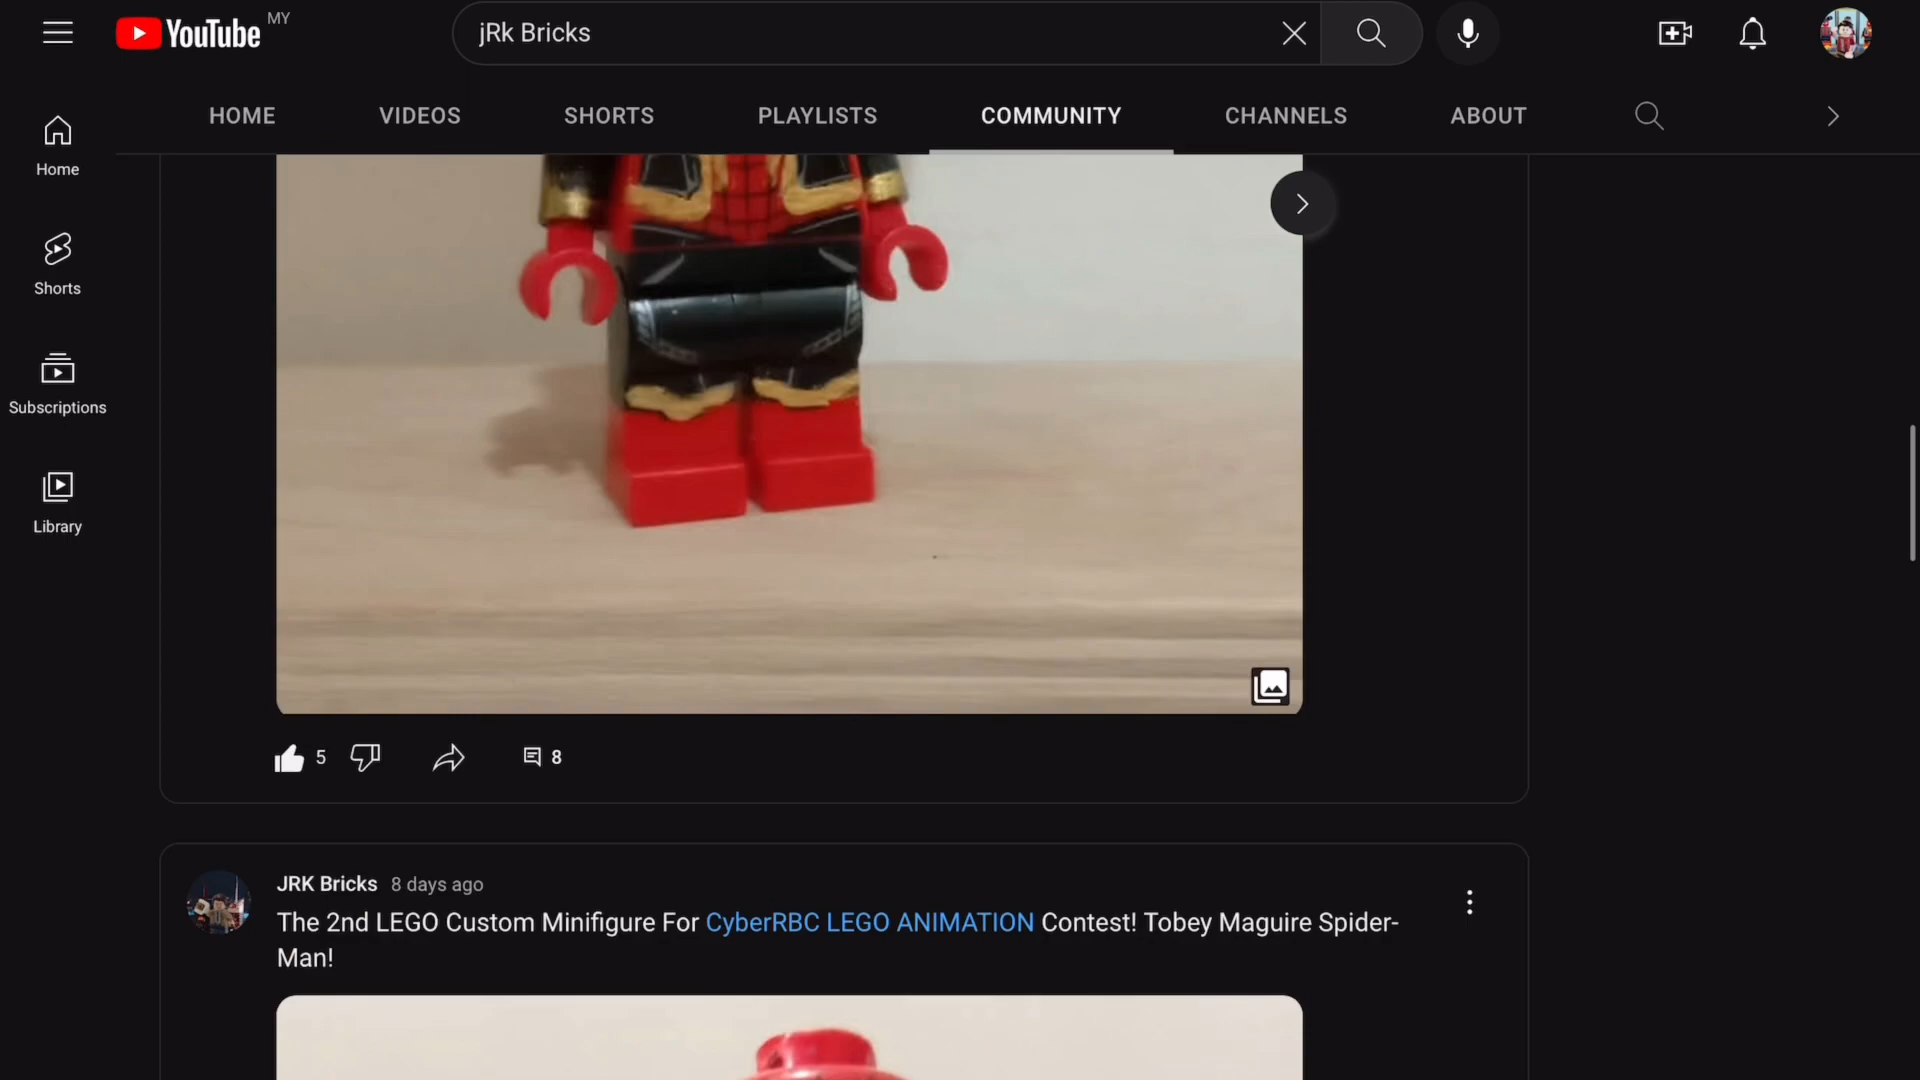 YouTube MY
jRk Bricks
HOME
VIDEOS
SHORTS
PLAYLISTS
COMMUNITY
CHANNELS
ABOUT
Home
Shorts
Subscriptions
Library
5
8
JRK Bricks 8 days ago
The 2nd LEGO Custom Minifigure For CyberRBC LEGO ANIMATION Contest! Tobey Maguire Spider-
Man!